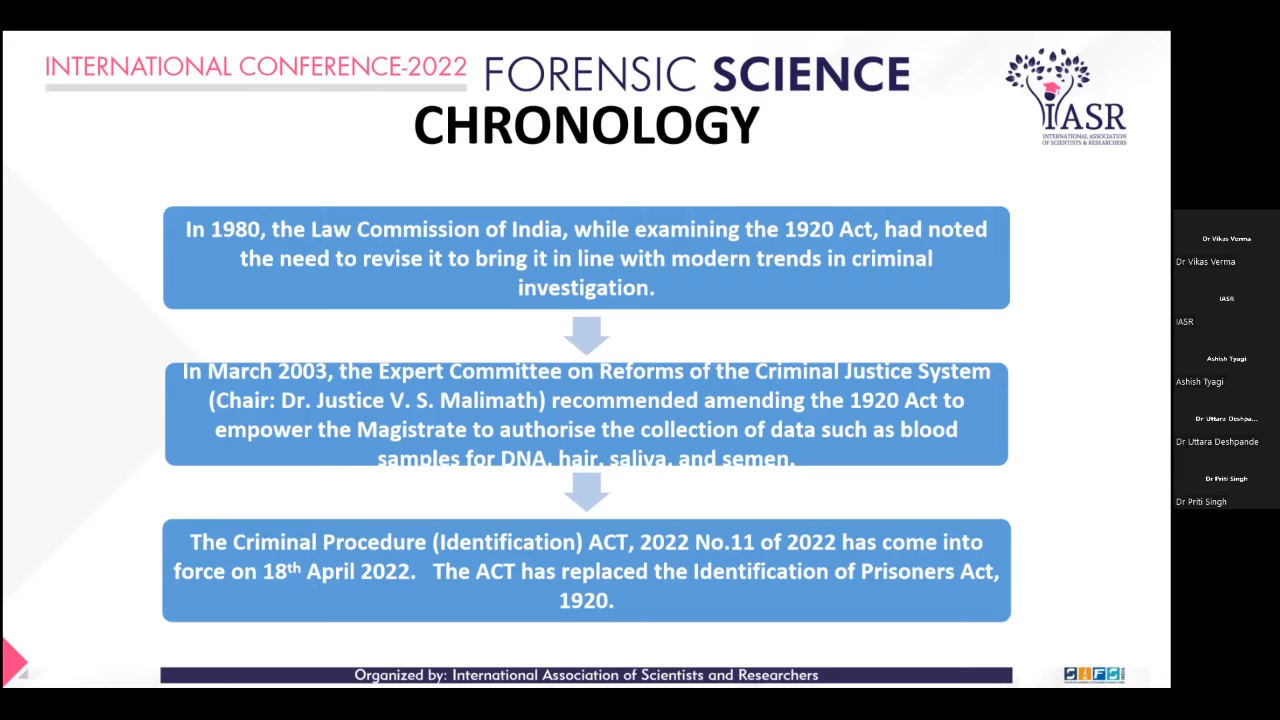 INTERNATIONAL CONFERENCE-2022 FORENSIC SCIENCE
CHRONOLOGY
IASR
INTERNATIONAL ASSOCIATION
OF SCIENTISTS & RESEARCHERS
In 1980, the Law Commission of India, while examining the 1920 Act, had noted
the need to revise it to bring it in line with modern trends in criminal
investigation.
In March 2003, the Expert Committee on Reforms of the Criminal Justice System
(Chair: Dr. Justice V. S. Malimath) recommended amending the 1920 Act to
empower the Magistrate to authorise the collection of data such as blood
samples for DNA, hair, saliva, and semen.
The Criminal Procedure (Identification) ACT, 2022 No.11 of 2022 has come into
force on 18th April 2022. The ACT has replaced the Identification of Prisoners Act,
1920.
Organized by: International Association of Scientists and Researchers
SIFS
INDIA
Dr Vikas Verma
Dr Vikas Verma
IASR
IASR
Ashish Tyagi
Ashish Tyagi
Dr Uttara Deshpa...
Dr Uttara Deshpande
Dr Priti Singh
Dr Priti Singh